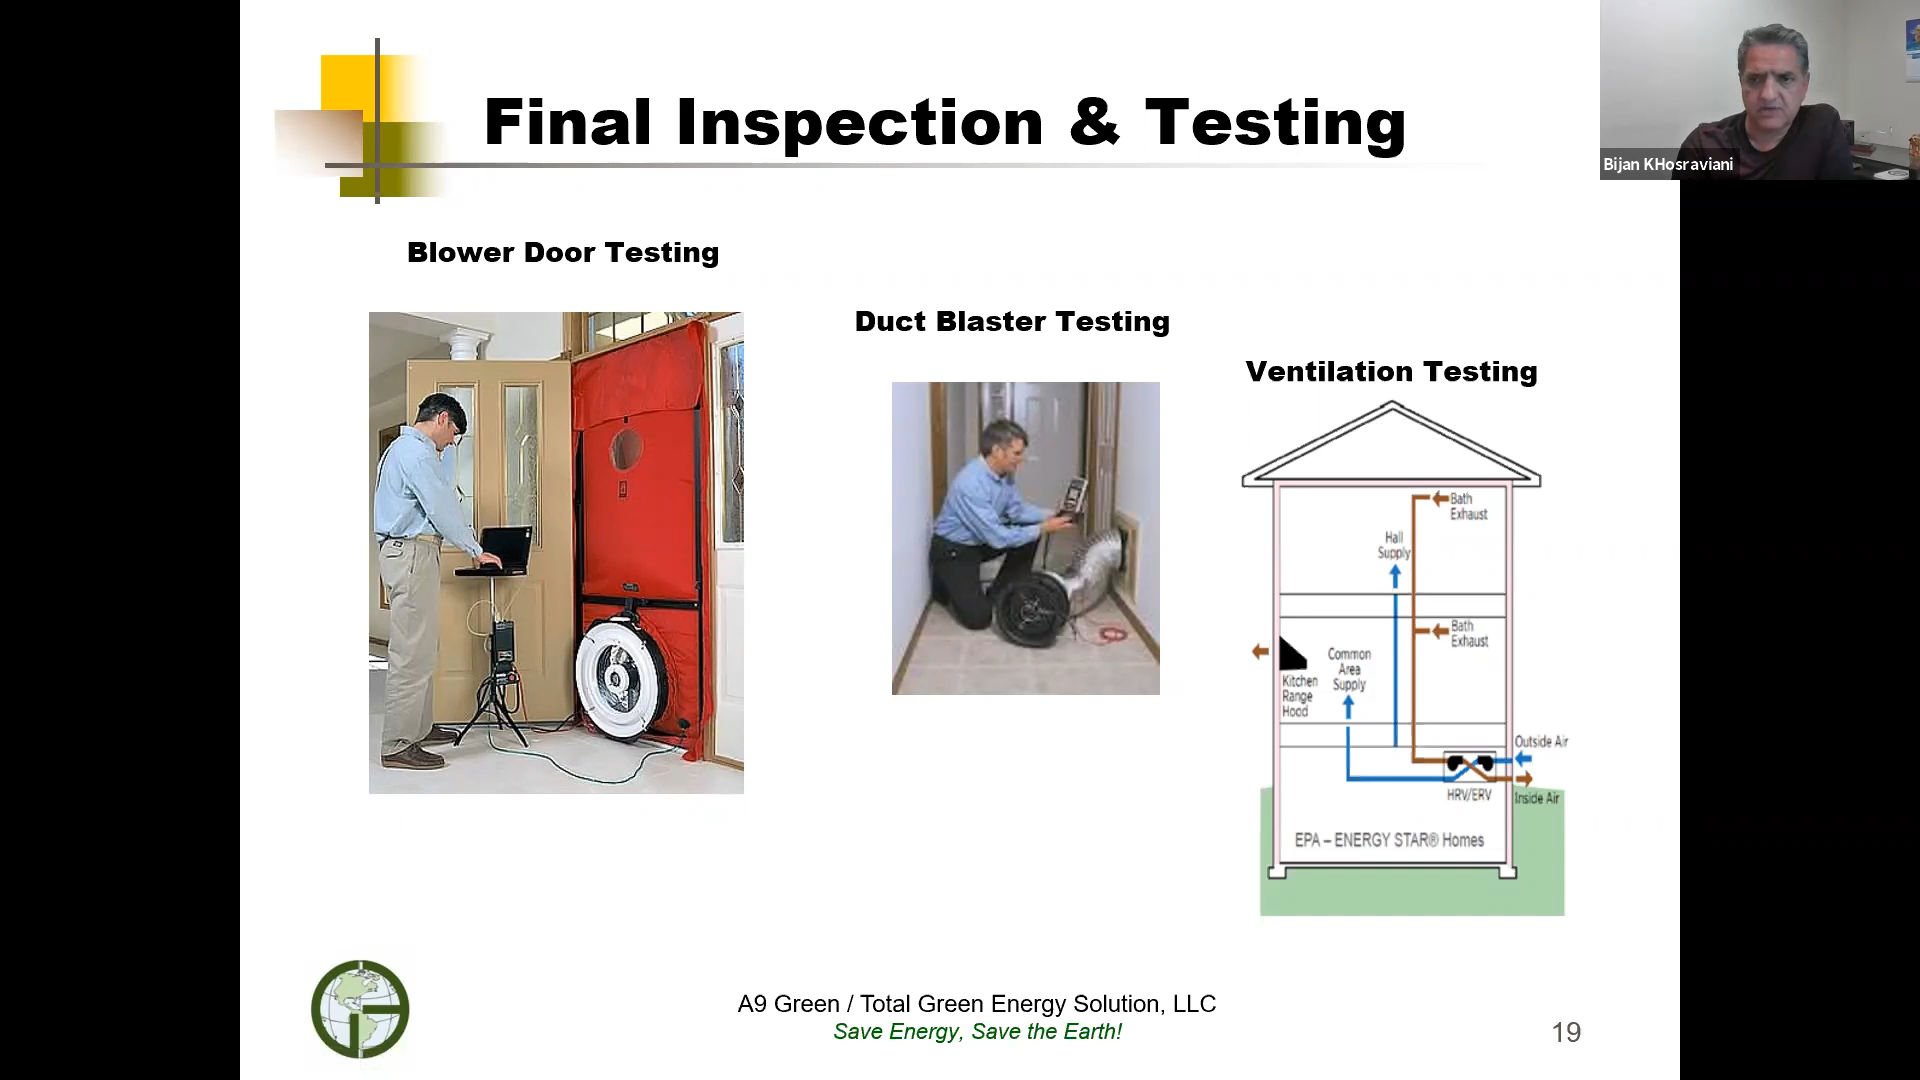 Final Inspection & Testing
Bijan KHosraviani
Blower Door Testing
Duct Blaster Testing
Ventilation Testing
Bath
Exhaust
Hall
Supply
Bath
Exhaust
Common
Area
Supply
Kitchen
Range
Hood
Outside Air
HRV/ERV
Inside Air
EPA – ENERGY STAR® Homes
A9 Green / Total Green Energy Solution, LLC
Save Energy, Save the Earth!
19